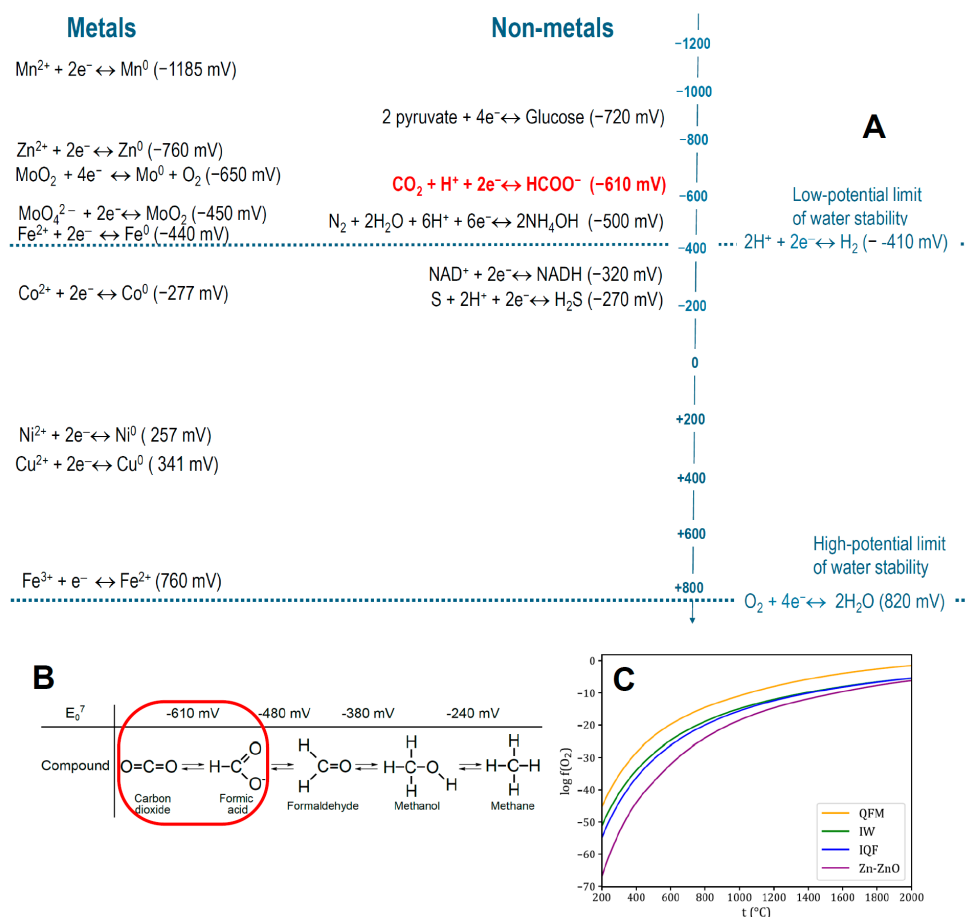 Metals
Non-metals
−1200
Mn²⁺ + 2e⁻ ↔ Mn⁰ (−1185 mV)
−1000
2 pyruvate + 4e⁻↔ Glucose (−720 mV)
A
−800
Zn²⁺ + 2e⁻ ↔ Zn⁰ (−760 mV)
MoO₂ + 4e⁻ ↔ Mo⁰ + O₂ (−650 mV)
CO₂ + H⁺ + 2e⁻↔ HCOO⁻ (−610 mV)
−600
Low-potential limit
of water stability
MoO₄²⁻ + 2e⁻↔ MoO₂ (−450 mV)
N₂ + 2H₂O + 6H⁺ + 6e⁻↔ 2NH₄OH (−500 mV)
Fe²⁺ + 2e⁻ ↔ Fe⁰ (−440 mV)
−400
2H⁺ + 2e⁻↔ H₂ (− -410 mV)
NAD⁺ + 2e⁻↔ NADH (−320 mV)
Co²⁺ + 2e⁻ ↔ Co⁰ (−277 mV)
S + 2H⁺ + 2e⁻↔ H₂S (−270 mV)
−200
0
+200
Ni²⁺ + 2e⁻↔ Ni⁰ ( 257 mV)
Cu²⁺ + 2e⁻↔ Cu⁰ ( 341 mV)
+400
+600
High-potential limit
of water stability
Fe³⁺ + e⁻ ↔ Fe²⁺ (760 mV)
+800
O₂ + 4e⁻↔ 2H₂O (820 mV)
B
E₀⁷ -610 mV -480 mV -380 mV -240 mV
Compound
O=C=O
H-C O O⁻
H H C=O
H H-C-O H H
H H-C-H H
Carbon
dioxide
Formic
acid
Formaldehyde
Methanol
Methane
C
log f(O₂)
0
−10
−20
−30
−40
−50
−60
−70
QFM
IW
IQF
Zn-ZnO
200 400 600 800 1000 1200 1400 1600 1800 2000
t (°C)